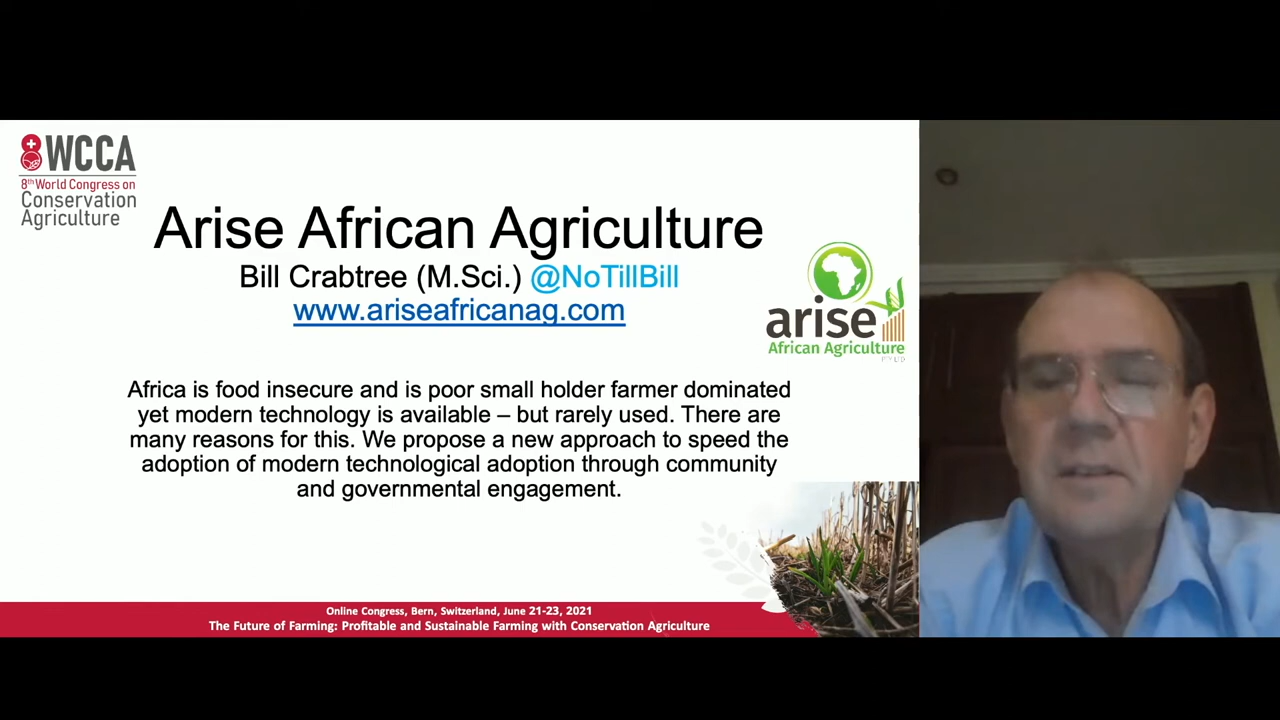 WCCA
8th World Congress on
Conservation
Agriculture
Arise African Agriculture
Bill Crabtree (M.Sci.) @NoTillBill
www.ariseafricanag.com
arise
African Agriculture
PTY LTD
Africa is food insecure and is poor small holder farmer dominated
yet modern technology is available – but rarely used. There are
many reasons for this. We propose a new approach to speed the
adoption of modern technological adoption through community
and governmental engagement.
Online Congress, Bern, Switzerland, June 21-23, 2021
The Future of Farming: Profitable and Sustainable Farming with Conservation Agriculture